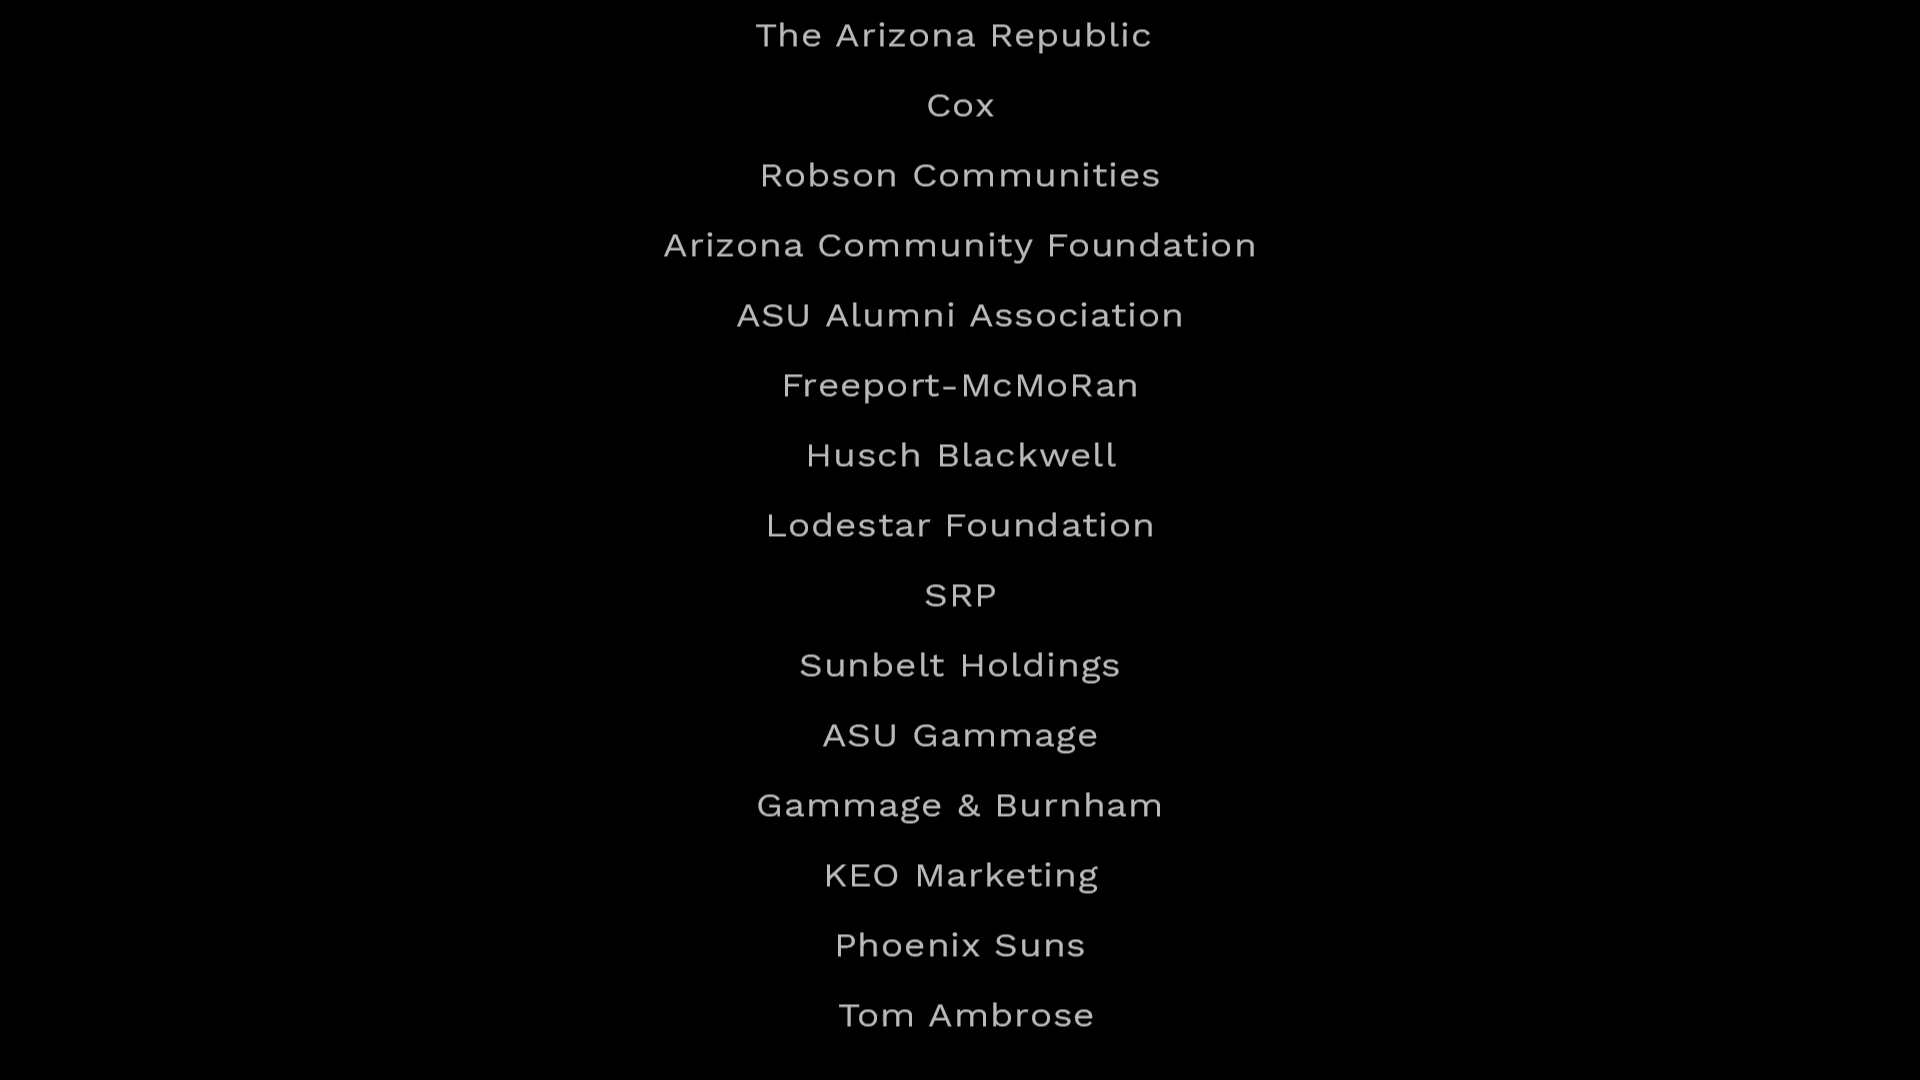 The Arizona Republic
Cox
Robson Communities
Arizona Community Foundation
ASU Alumni Association
Freeport-McMoRan
Husch Blackwell
Lodestar Foundation
SRP
Sunbelt Holdings
ASU Gammage
Gammage & Burnham
KEO Marketing
Phoenix Suns
Tom Ambrose